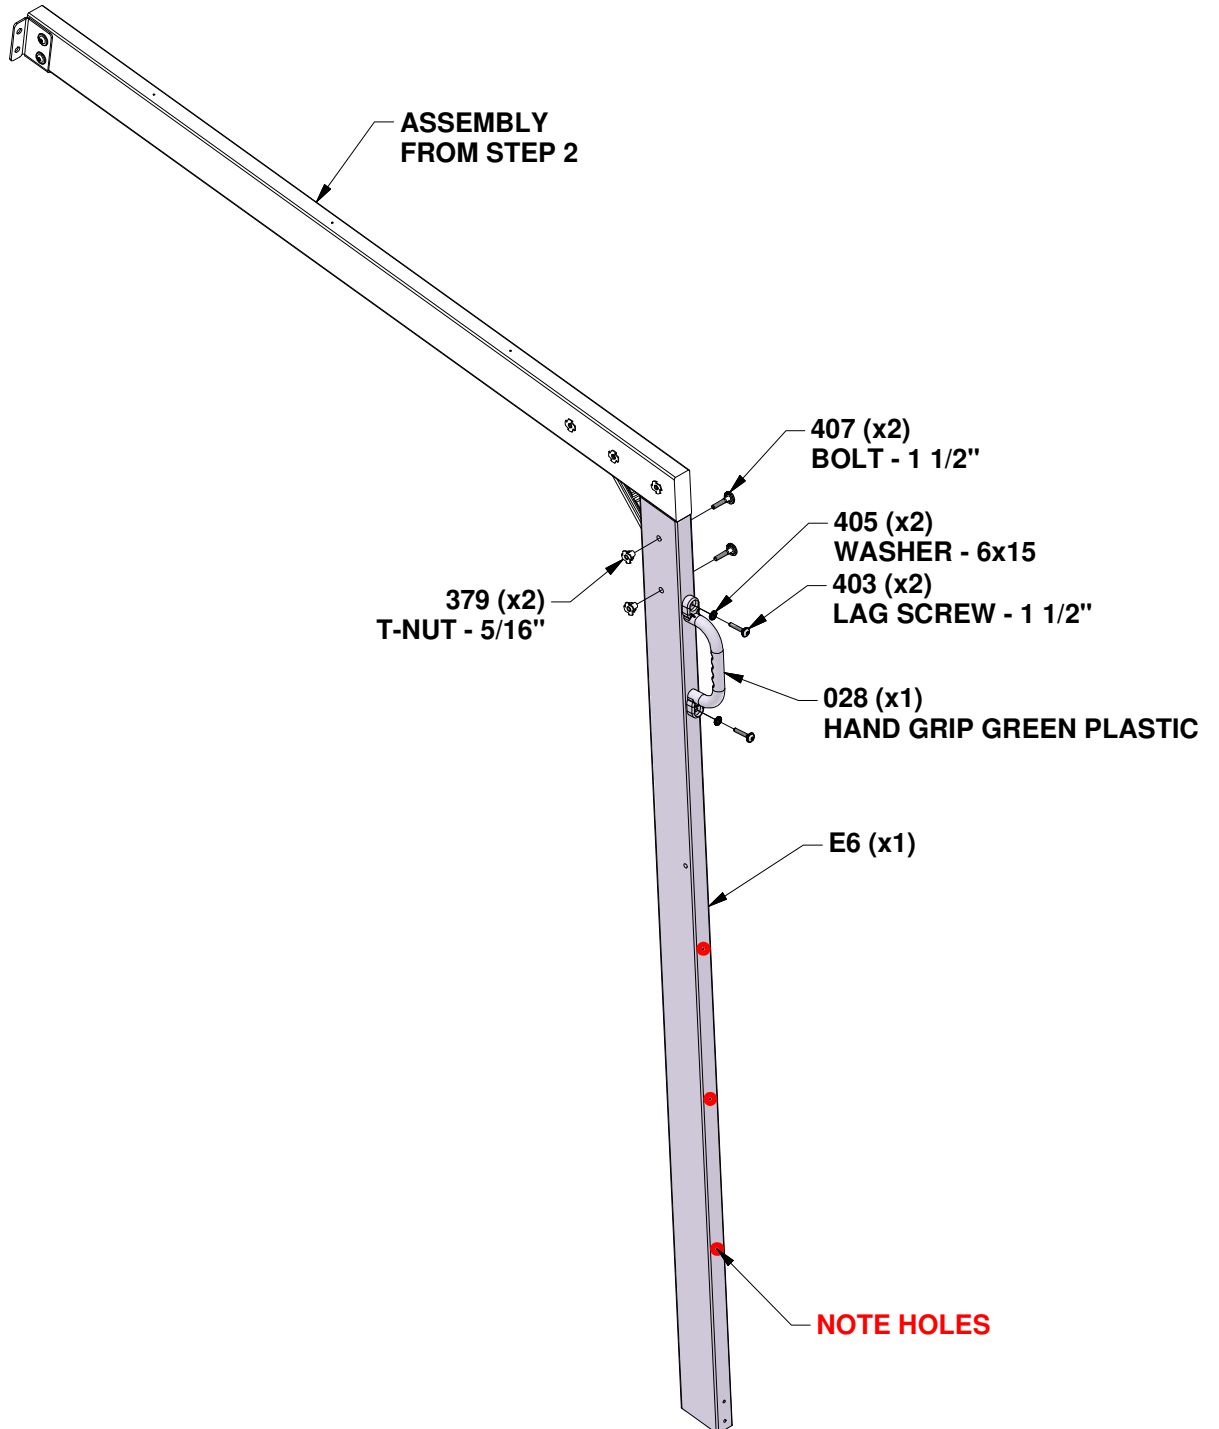 ASSEMBLY
FROM STEP 2
407 (x2)
BOLT - 1 1/2"
405 (x2)
WASHER - 6x15
403 (x2)
LAG SCREW - 1 1/2"
379 (x2)
T-NUT - 5/16"
028 (x1)
HAND GRIP GREEN PLASTIC
E6 (x1)
NOTE HOLES